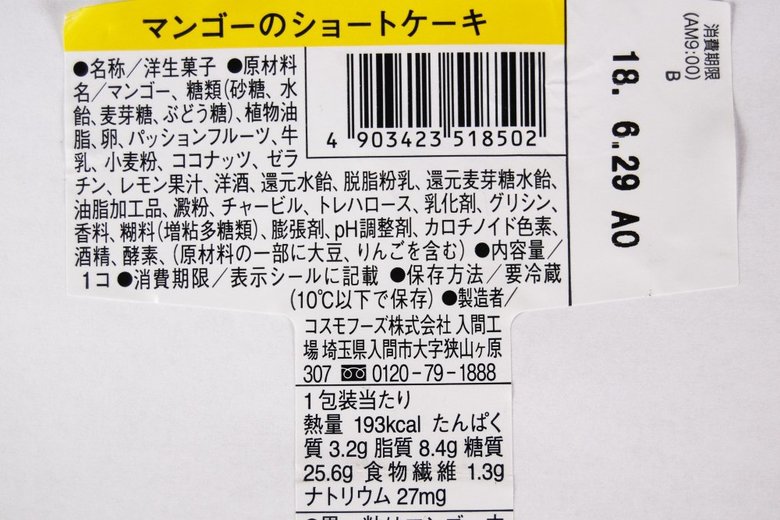 マンゴーのショートケーキ
●名称／洋生菓子 ●原材料
名／マンゴー、糖類（砂糖、水
飴、麦芽糖、ぶどう糖）、植物油
脂、卵、パッションフルーツ、牛
乳、小麦粉、ココナッツ、ゼラ
チン、レモン果汁、洋酒、還元水飴、脱脂粉乳、還元麦芽糖水飴、
油脂加工品、澱粉、チャービル、トレハロース、乳化剤、グリシン、
香料、糊料（増粘多糖類）、膨張剤、pH調整剤、カロチノイド色素、
酒精、酵素、（原材料の一部に大豆、りんごを含む） ●内容量／
1コ ●消費期限／表示シールに記載 ●保存方法／要冷蔵
（10℃以下で保存） ●製造者／
コスモフーズ株式会社 入間工
場 埼玉県入間市大字狭山ヶ原
307 0120-79-1888
1包装当たり
熱量 193kcal たんぱく
質 3.2g 脂質 8.4g 糖質
25.6g 食物繊維 1.3g
ナトリウム 27mg
4 903423 518502
消費期限
(AM9:00)
B
18. 6.29 A0